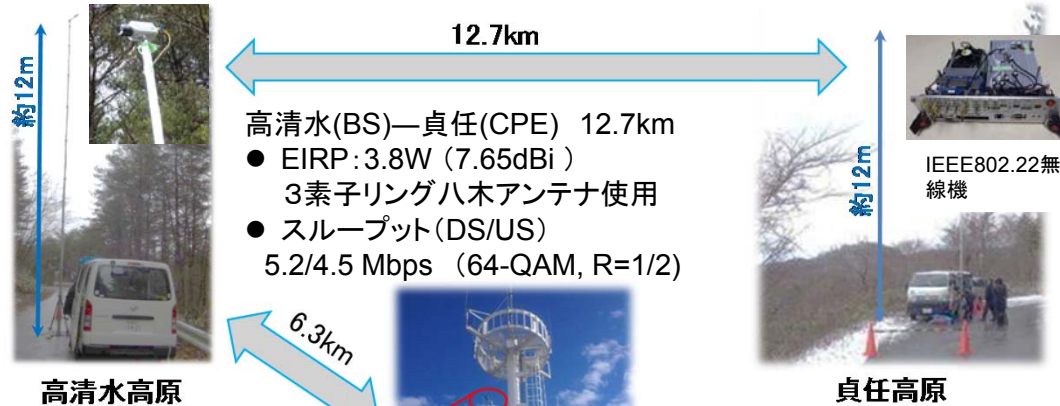 12.7km
約12m
高清水(BS)―貞任(CPE) 12.7km
● EIRP:3.8W (7.65dBi )
3素子リング八木アンテナ使用
● スループット(DS/US)
5.2/4.5 Mbps (64-QAM, R=1/2)
約12m
IEEE802.22無
線機
6.3km
高清水高原
貞任高原